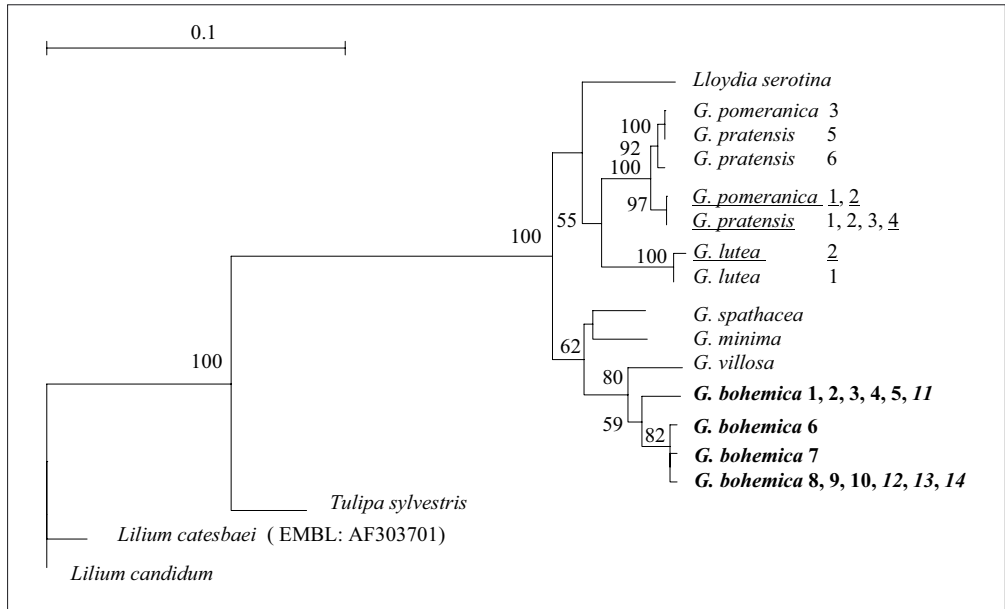 0.1
Lloydia serotina
G. pomeranica 3
100
G. pratensis 5
92
G. pratensis 6
100
G. pomeranica 1, 2
97
G. pratensis 1, 2, 3, 4
55
100
100
G. lutea 2
G. lutea 1
G. spathacea
62
G. minima
100
G. villosa
80
G. bohemica 1, 2, 3, 4, 5, 11
59
82
G. bohemica 6
G. bohemica 7
G. bohemica 8, 9, 10, 12, 13, 14
Tulipa sylvestris
Lilium catesbaei ( EMBL: AF303701)
Lilium candidum